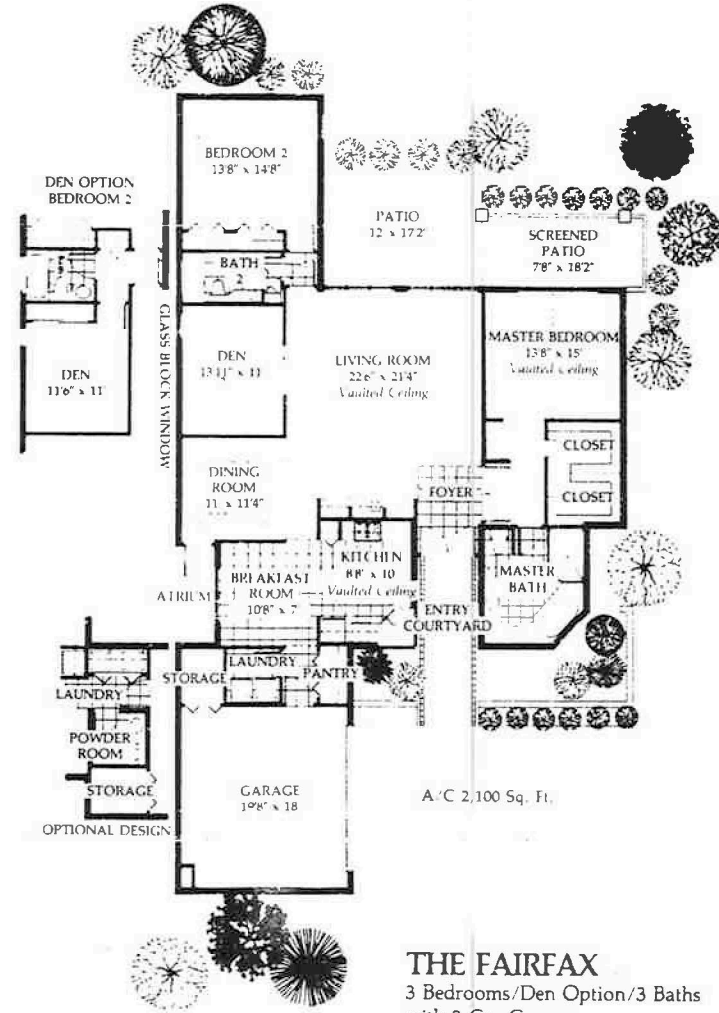 BEDROOM 2
13'8" x 14'8"
DEN OPTION
BEDROOM 2
PATIO
12 x 17'2"
SCREENED
PATIO
7'8" x 18'2"
BATH
2
GLASS BLOCK WINDOW
DEN
11'6" x 11'
DEN
LIVING ROOM
22'6" x 21'4"
Vaulted Ceiling
MASTER BEDROOM
13'8" x 15'
Vaulted Ceiling
CLOSET
CLOSET
DINING
ROOM
11 x 11'4"
FOYER
KITCHEN
8'8" x 10
Vaulted Ceiling
MASTER
BATH
ATRIUM
BREAKFAST
ROOM
10'8" x 7'
ENTRY
COURTYARD
LAUNDRY
STORAGE
LAUNDRY
PANTRY
POWDER
ROOM
STORAGE
OPTIONAL DESIGN
GARAGE
19'8" x 18
A/C 2,100 Sq. Ft.
THE FAIRFAX
3 Bedrooms/Den Option/3 Baths